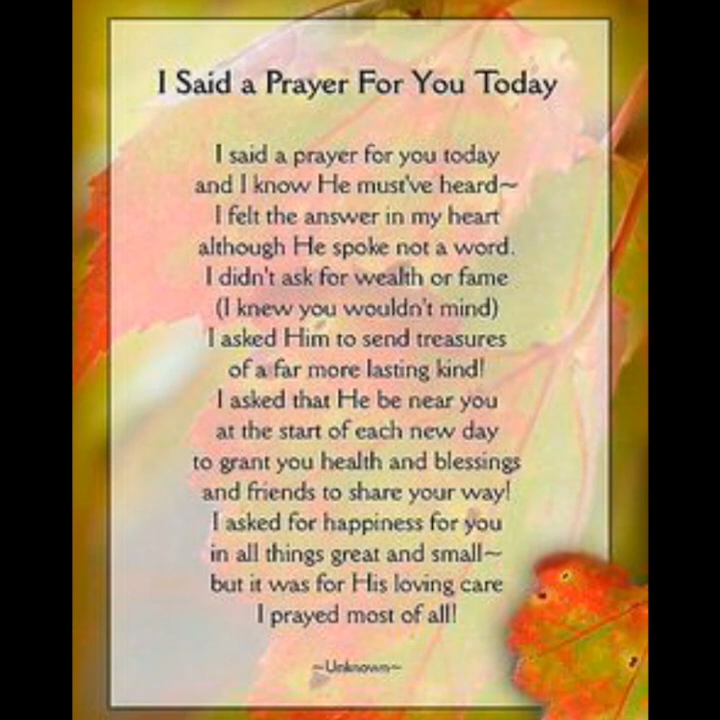 I Said a Prayer For You Today
I said a prayer for you today
and I know He must've heard~
I felt the answer in my heart
although He spoke not a word.
I didn't ask for wealth or fame
(I knew you wouldn't mind)
I asked Him to send treasures
of a far more lasting kind!
I asked that He be near you
at the start of each new day
to grant you health and blessings
and friends to share your way!
I asked for happiness for you
in all things great and small~
but it was for His loving care
I prayed most of all!
~Unknown~